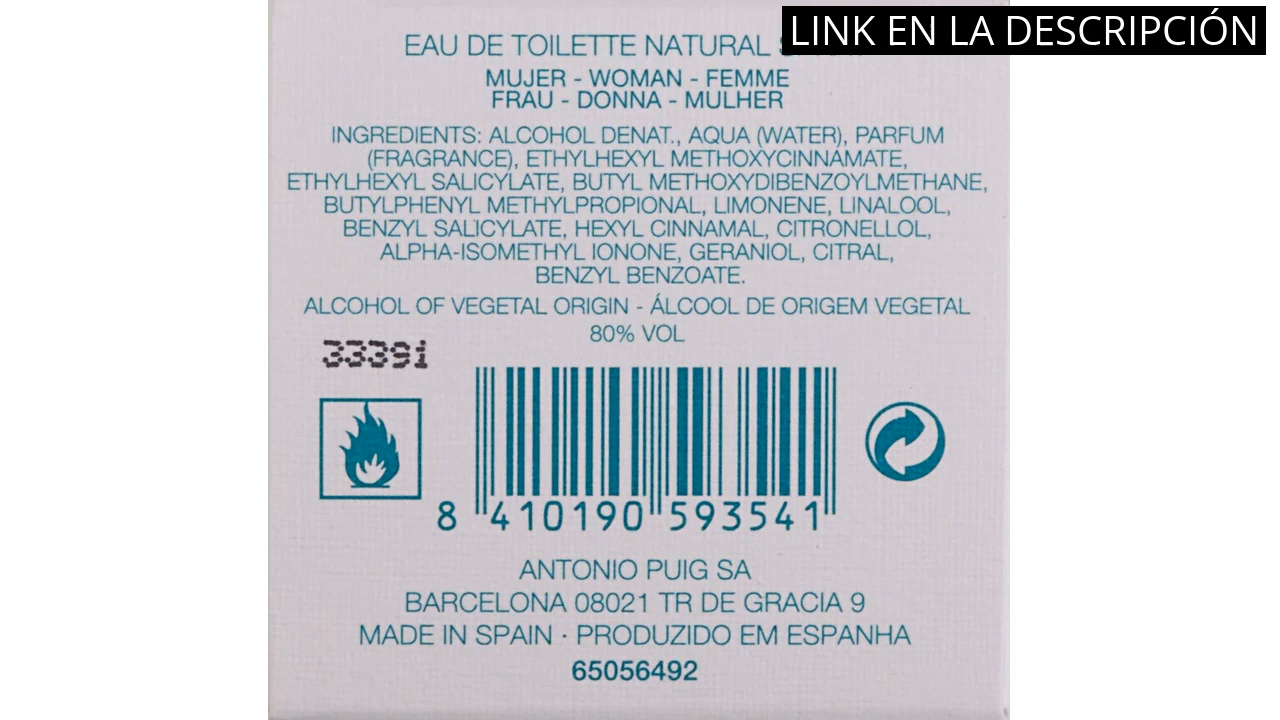 LINK EN LA DESCRIPCIÓN
EAU DE TOILETTE NATURAL
MUJER - WOMAN - FEMME
FRAU - DONNA - MULHER
INGREDIENTS: ALCOHOL DENAT., AQUA (WATER), PARFUM
(FRAGRANCE), ETHYLHEXYL METHOXYCINNAMATE,
ETHYLHEXYL SALICYLATE, BUTYL METHOXYDIBENZOYLMETHANE,
BUTYLPHENYL METHYLPROPIONAL, LIMONENE, LINALOOL,
BENZYL SALICYLATE, HEXYL CINNAMAL, CITRONELLOL,
ALPHA-ISOMETHYL IONONE, GERANIOL, CITRAL,
BENZYL BENZOATE.
ALCOHOL OF VEGETAL ORIGIN - ÁLCOOL DE ORIGEM VEGETAL
80% VOL
33391
8 410190 593541
ANTONIO PUIG SA
BARCELONA 08021 TR DE GRACIA 9
MADE IN SPAIN · PRODUZIDO EM ESPANHA
65056492